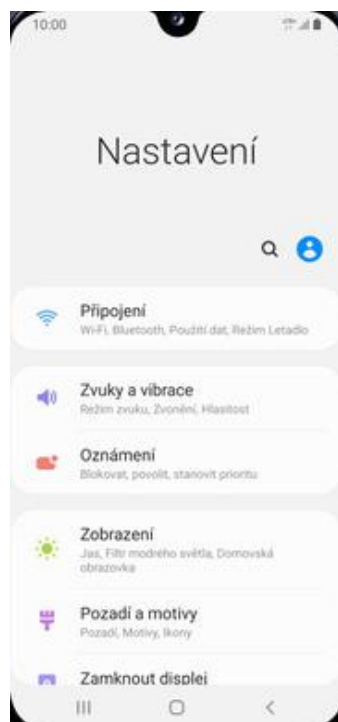 10:00
Nastavení
Připojení
Wi-Fi, Bluetooth, Použití dat, Režim Letadlo
Zvuky a vibrace
Režim zvuku, Zvonění, Hlasitost
Oznámení
Blokovat, povolit, stanovit prioritu
Zobrazení
Jas, Filtr modrého světla, Domovská
obrazovka
Pozadí a motivy
Pozadí, Motivy, Ikony
Zamknout displej